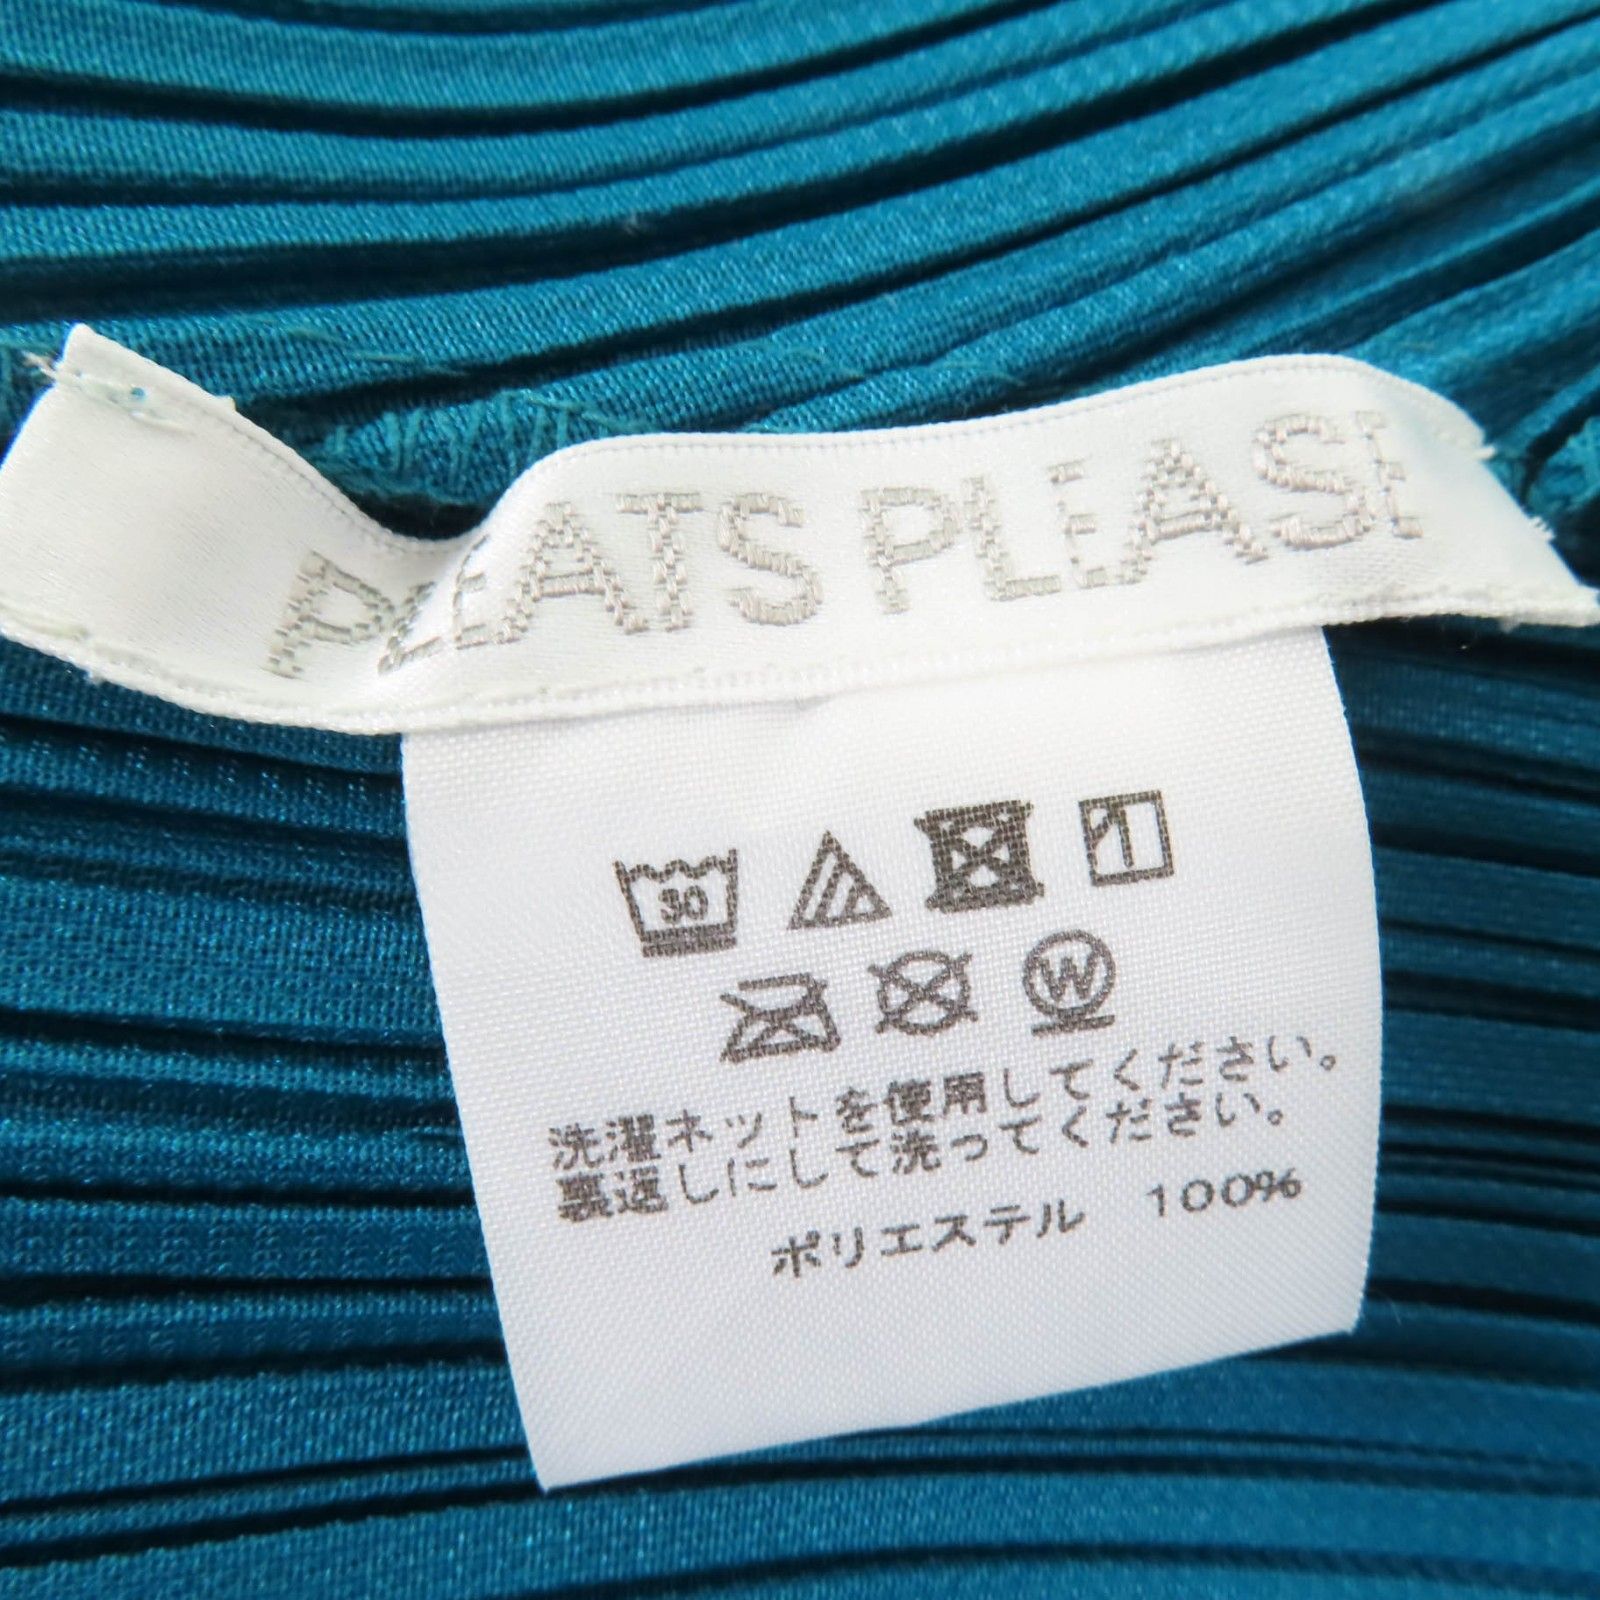 PLEATS PLEASE
30
W
洗濯ネットを使用してください。
裏返しにして洗ってください。
ポリエステル 100%